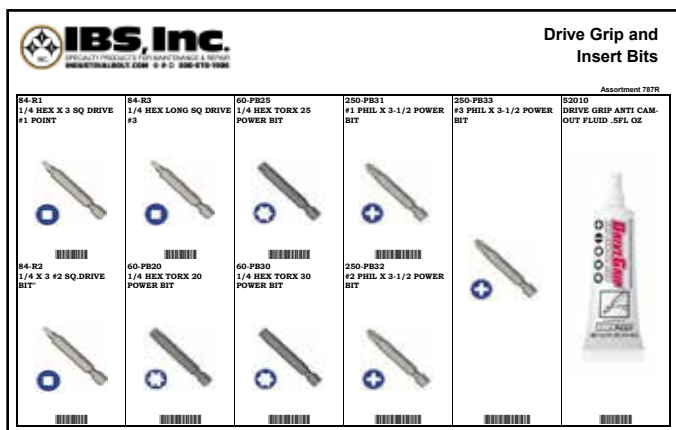 IBS, Inc.
SPECIALTY PRODUCTS FOR MAINTENANCE & REPAIR
Drive Grip and
Insert Bits
Assortment 787R
84-R1
1/4 HEX X 3 SQ DRIVE
#1 POINT
84-R3
1/4 HEX LONG SQ DRIVE
#3
60-PB25
1/4 HEX TORX 25
POWER BIT
250-PB31
#1 PHIL X 3-1/2 POWER
BIT
250-PB33
#3 PHIL X 3-1/2 POWER
BIT
52010
DRIVE GRIP ANTI CAM-
OUT FLUID .5FL OZ
DRIVEGRIP
84-R2
1/4 X 3 #2 SQ.DRIVE
BIT"
60-PB20
1/4 HEX TORX 20
POWER BIT
60-PB30
1/4 HEX TORX 30
POWER BIT
250-PB32
#2 PHIL X 3-1/2 POWER
BIT